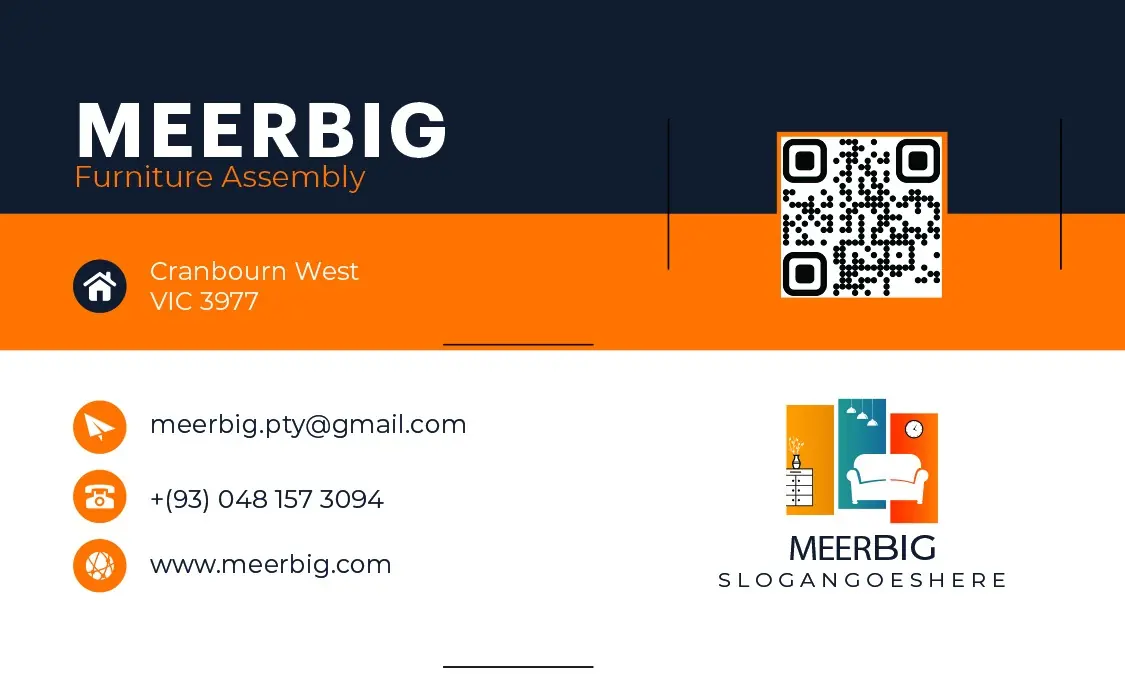 MEERBIG
Furniture Assembly
Cranbourn West
VIC 3977
meerbig.pty@gmail.com
+(93) 048 157 3094
www.meerbig.com
MEERBIG
SLOGANGOESHERE